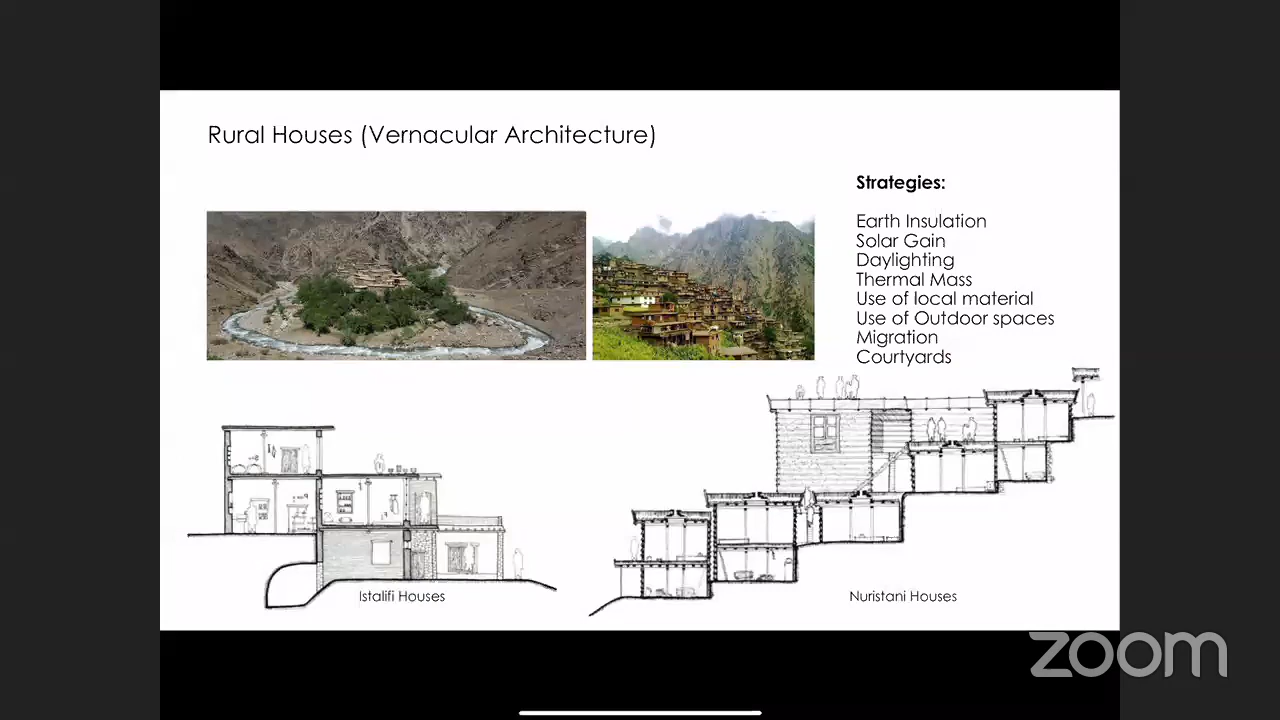 Rural Houses (Vernacular Architecture)
Strategies:
Earth Insulation
Solar Gain
Daylighting
Thermal Mass
Use of local material
Use of Outdoor spaces
Migration
Courtyards
Istalifi Houses
Nuristani Houses
zoom